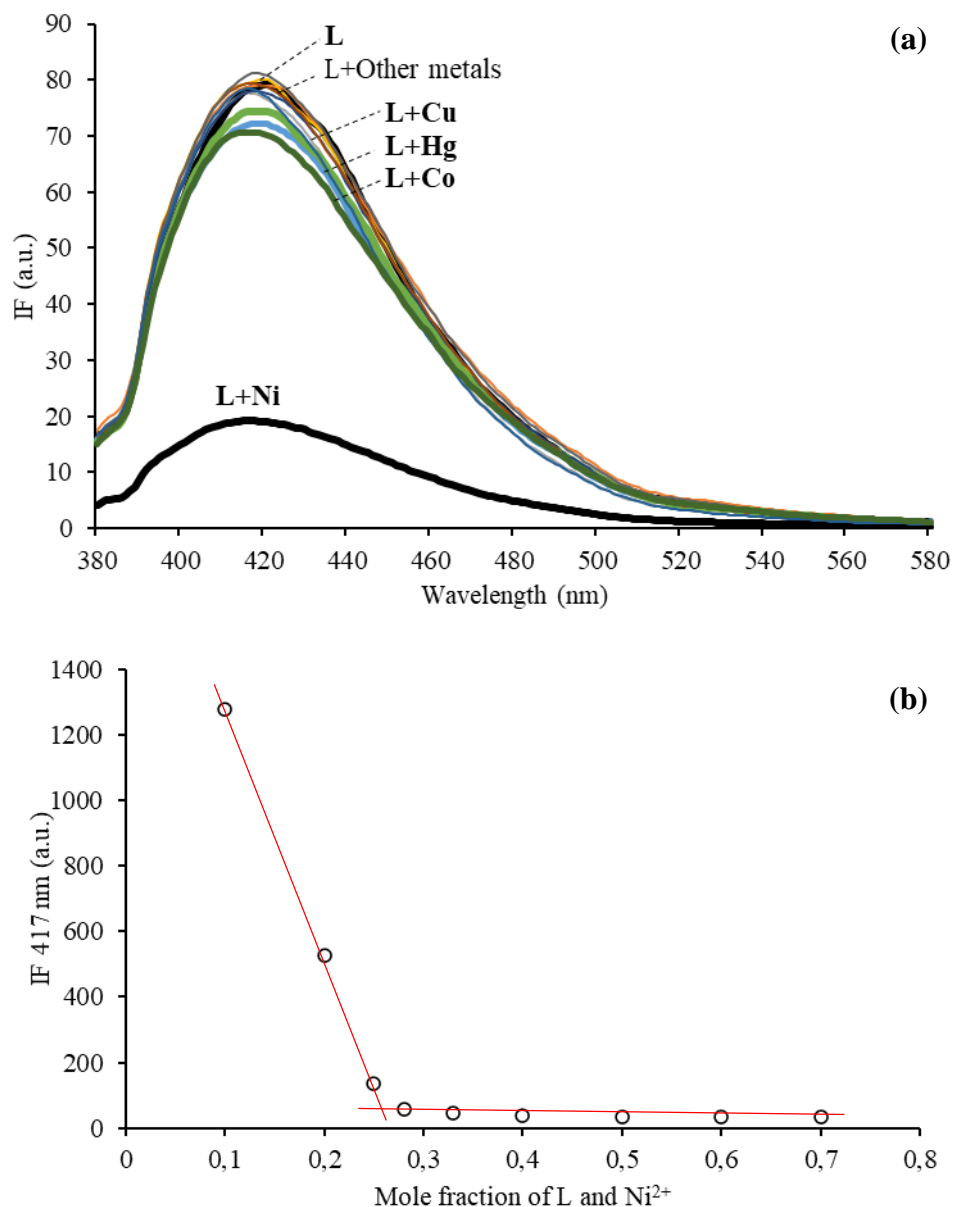 (a)
L
L+Other metals
L+Cu
L+Hg
L+Co
L+Ni
IF (a.u.)
90
80
70
60
50
40
30
20
10
0
380 400 420 440 460 480 500 520 540 560 580
Wavelength (nm)
(b)
IF 417 nm (a.u.)
1400
1200
1000
800
600
400
200
0
0 0,1 0,2 0,3 0,4 0,5 0,6 0,7 0,8
Mole fraction of L and Ni²⁺